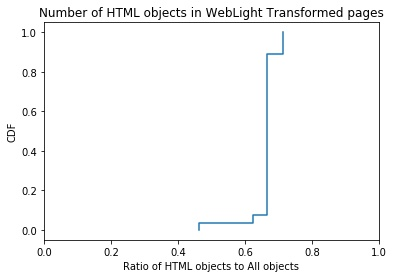 Number of HTML objects in WebLight Transformed pages
1.0
0.8
0.6
0.4
0.2
0.0
CDF
0.0 0.2 0.4 0.6 0.8 1.0
Ratio of HTML objects to All objects